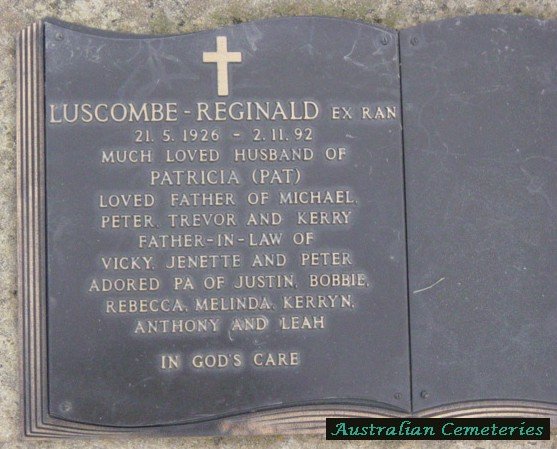 LUSCOMBE - REGINALD EX RAN
21. 5. 1926 - 2. 11. 92
MUCH LOVED HUSBAND OF
PATRICIA (PAT)
LOVED FATHER OF MICHAEL,
PETER, TREVOR AND KERRY
FATHER-IN-LAW OF
VICKY, JENETTE AND PETER
ADORED PA OF JUSTIN, BOBBIE,
REBECCA, MELINDA, KERRYN,
ANTHONY AND LEAH
IN GOD'S CARE
Australian Cemeteries